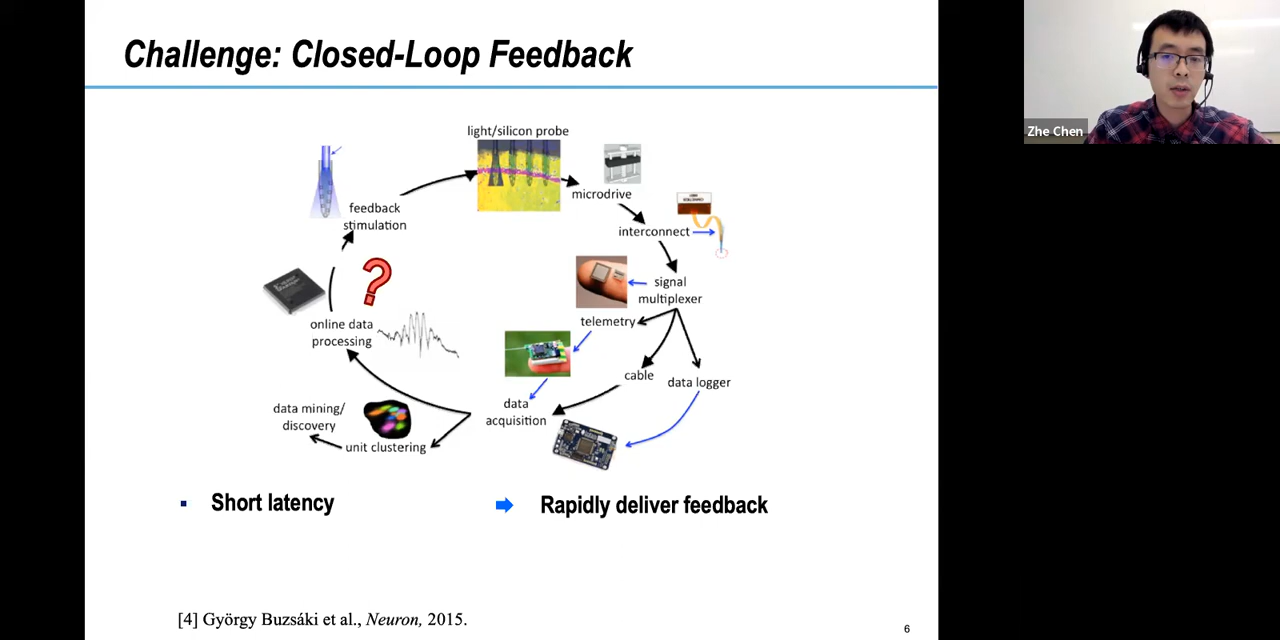 Challenge: Closed-Loop Feedback
Zhe Chen
light/silicon probe
microdrive
feedback
stimulation
interconnect
signal
multiplexer
telemetry
online data
processing
cable
data logger
data
acquisition
data mining/
discovery
unit clustering
▪ Short latency
Rapidly deliver feedback
[4] György Buzsáki et al., Neuron, 2015.
6
?